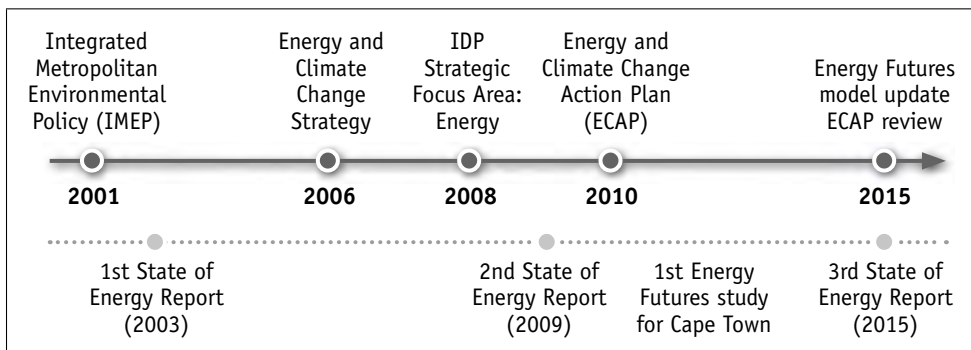 Integrated
Metropolitan
Environmental
Policy (IMEP)
Energy and
Climate
Change
Strategy
IDP
Strategic
Focus Area:
Energy
Energy and
Climate Change
Action Plan
(ECAP)
Energy Futures
model update
ECAP review
2001
2006
2008
2010
2015
1st State of
Energy Report
(2003)
2nd State of
Energy Report
(2009)
1st Energy
Futures study
for Cape Town
3rd State of
Energy Report
(2015)